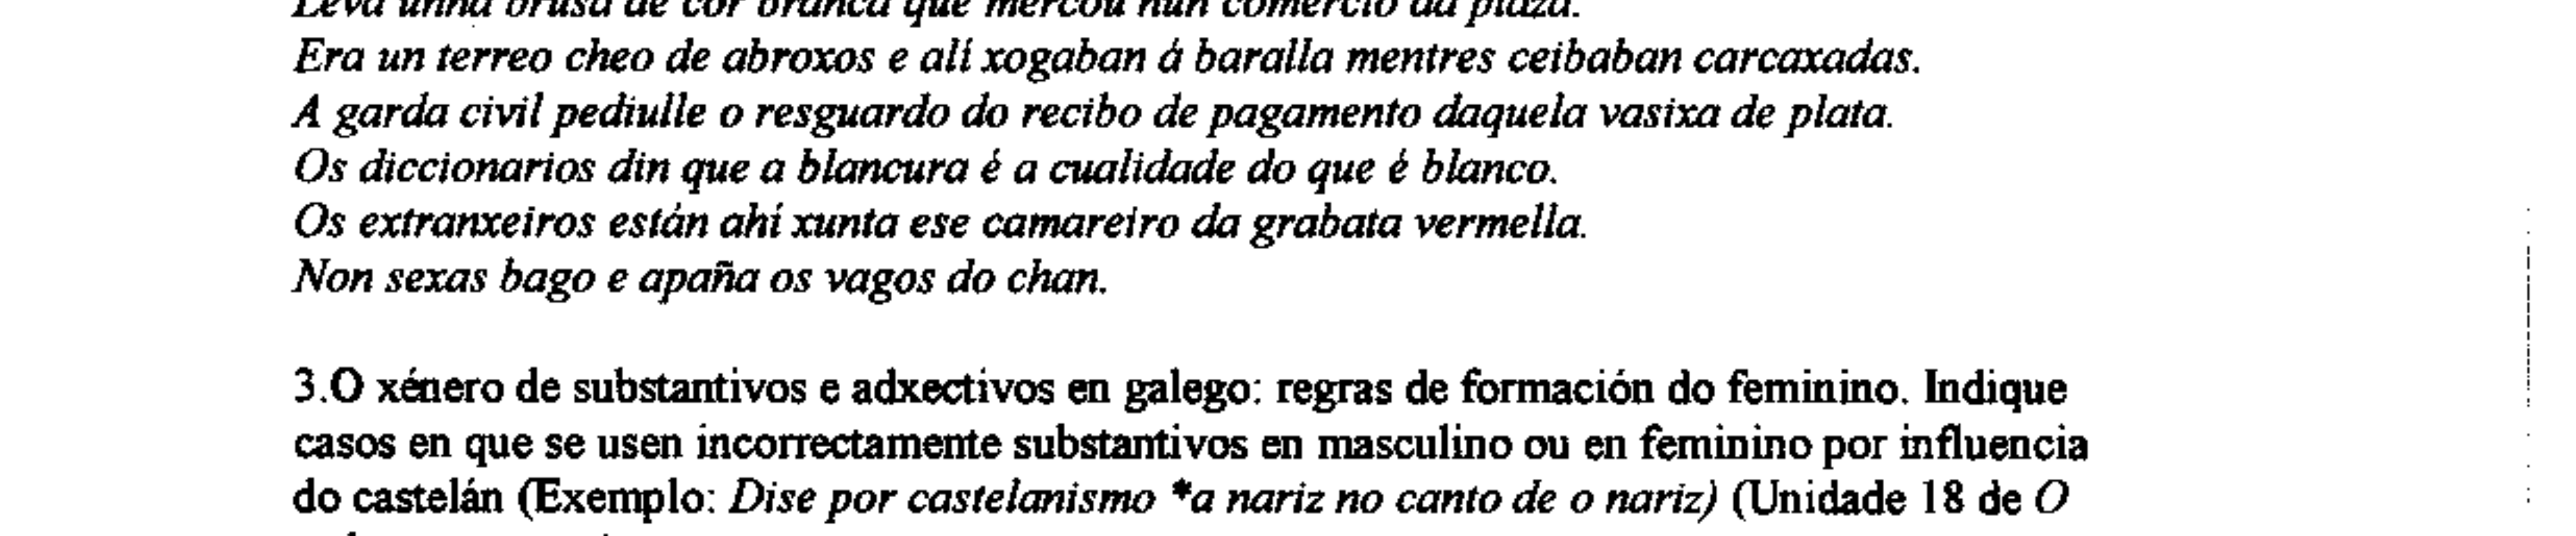 Leva unha brusa de cor branca que mercou nun comercio da plaza.
Era un terreo cheo de abroxos e alí xogaban á baralla mentres ceibaban carcaxadas.
A garda civil pediulle o resguardo do recibo de pagamento daquela vasixa de plata.
Os diccionarios din que a blancura é a cualidade do que é blanco.
Os extranxeiros están ahí xunta ese camareiro da grabata vermella.
Non sexas bago e apaña os vagos do chan.
3.O xénero de substantivos e adxectivos en galego: regras de formación do feminino. Indique
casos en que se usen incorrectamente substantivos en masculino ou en feminino por influencia
do castelán (Exemplo: Dise por castelanismo *a nariz no canto de o nariz) (Unidade 18 de O